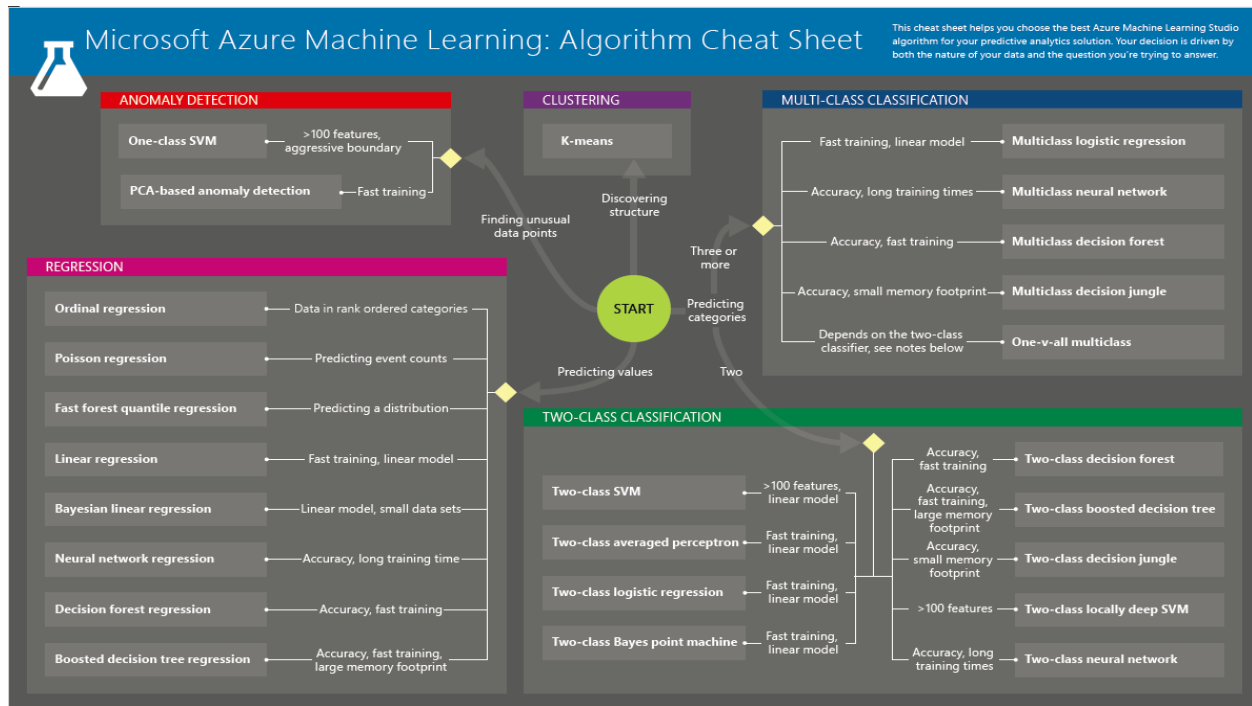 Microsoft Azure Machine Learning: Algorithm Cheat Sheet
This cheat sheet helps you choose the best Azure Machine Learning Studio
algorithm for your predictive analytics solution. Your decision is driven by
both the nature of your data and the question you're trying to answer.
ANOMALY DETECTION
One-class SVM
>100 features,
aggressive boundary
PCA-based anomaly detection
Fast training
CLUSTERING
K-means
MULTI-CLASS CLASSIFICATION
Fast training, linear model
Multiclass logistic regression
Accuracy, long training times
Multiclass neural network
Accuracy, fast training
Multiclass decision forest
Accuracy, small memory footprint
Multiclass decision jungle
Depends on the two-class
classifier, see notes below
One-v-all multiclass
Finding unusual
data points
Discovering
structure
Three or
more
START
Predicting
categories
Predicting values
Two
REGRESSION
Ordinal regression
Data in rank ordered categories
Poisson regression
Predicting event counts
Fast forest quantile regression
Predicting a distribution
Linear regression
Fast training, linear model
Bayesian linear regression
Linear model, small data sets
Neural network regression
Accuracy, long training time
Decision forest regression
Accuracy, fast training
Boosted decision tree regression
Accuracy, fast training,
large memory footprint
TWO-CLASS CLASSIFICATION
Two-class SVM
>100 features,
linear model
Two-class averaged perceptron
Fast training,
linear model
Two-class logistic regression
Fast training,
linear model
Two-class Bayes point machine
Fast training,
linear model
Accuracy,
fast training
Two-class decision forest
Accuracy,
fast training,
large memory
footprint
Two-class boosted decision tree
Accuracy,
small memory
footprint
Two-class decision jungle
>100 features
Two-class locally deep SVM
Accuracy, long
training times
Two-class neural network